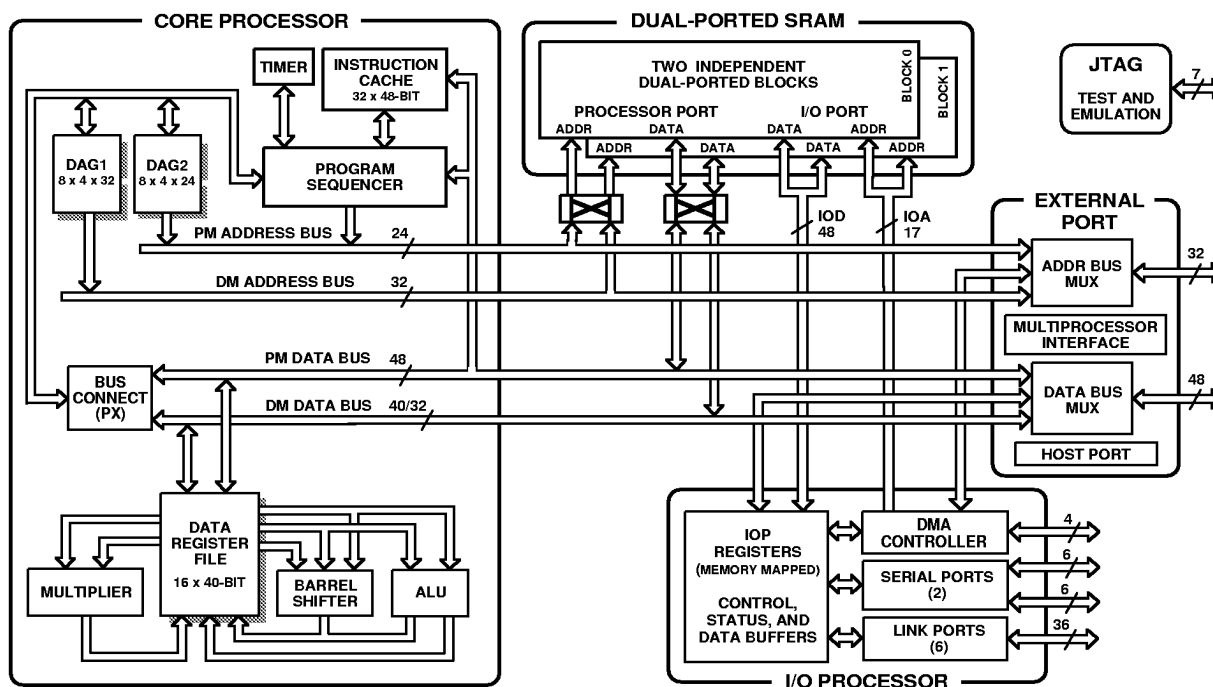 CORE PROCESSOR
TIMER
INSTRUCTION
CACHE
32 x 48-BIT
DAG1
8 x 4 x 32
DAG2
8 x 4 x 24
PROGRAM
SEQUENCER
PM ADDRESS BUS
24
DM ADDRESS BUS
32
PM DATA BUS
48
BUS
CONNECT
(PX)
DM DATA BUS
40/32
DATA
REGISTER
FILE
16 x 40-BIT
MULTIPLIER
BARREL
SHIFTER
ALU
DUAL-PORTED SRAM
TWO INDEPENDENT
DUAL-PORTED BLOCKS
BLOCK 0
BLOCK 1
PROCESSOR PORT
I/O PORT
ADDR
DATA
DATA
ADDR
ADDR
DATA
DATA
ADDR
IOD
48
IOA
17
JTAG
TEST AND
EMULATION
7
EXTERNAL
PORT
ADDR BUS
MUX
32
MULTIPROCESSOR
INTERFACE
DATA BUS
MUX
48
HOST PORT
IOP
REGISTERS
(MEMORY MAPPED)
CONTROL,
STATUS, AND
DATA BUFFERS
DMA
CONTROLLER
4
SERIAL PORTS
(2)
6
6
LINK PORTS
(6)
36
I/O PROCESSOR